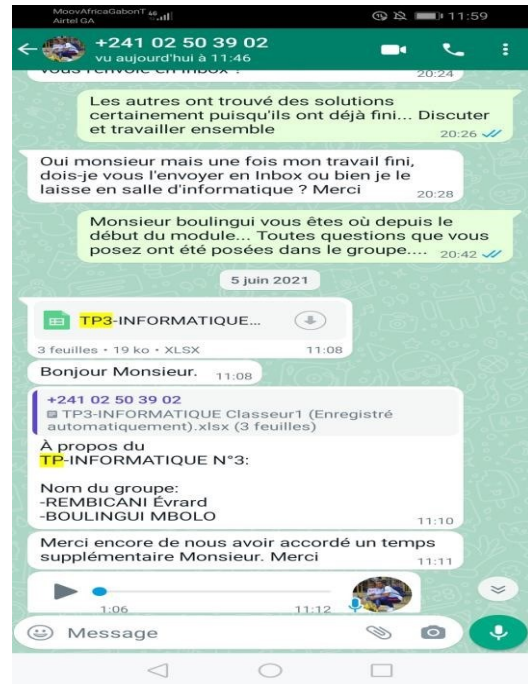 MoovAfricaGabonT 4G
Airtel GA
11:59
+241 02 50 39 02
vu aujourd'hui à 11:46
vous l'envoie en inbox ?
20:24
Les autres ont trouvé des solutions
certainement puisqu'ils ont déjà fini... Discuter
et travailler ensemble
20:26
Oui monsieur mais une fois mon travail fini,
dois-je vous l'envoyer en Inbox ou bien je le
laisse en salle d'informatique ? Merci
20:28
Monsieur boulingui vous êtes où depuis le
début du module... Toutes questions que vous
posez ont été posées dans le groupe....
20:42
5 juin 2021
TP3-INFORMATIQUE...
3 feuilles • 19 ko • XLSX
11:08
Bonjour Monsieur.
11:08
+241 02 50 39 02
TP3-INFORMATIQUE Classeur1 (Enregistré
automatiquement).xlsx (3 feuilles)
À propos du
TP-INFORMATIQUE N°3:
Nom du groupe:
-REMBICANI Évrard
-BOULINGUI MBOLO
11:10
Merci encore de nous avoir accordé un temps
supplémentaire Monsieur. Merci
11:11
1:06
11:12
Message